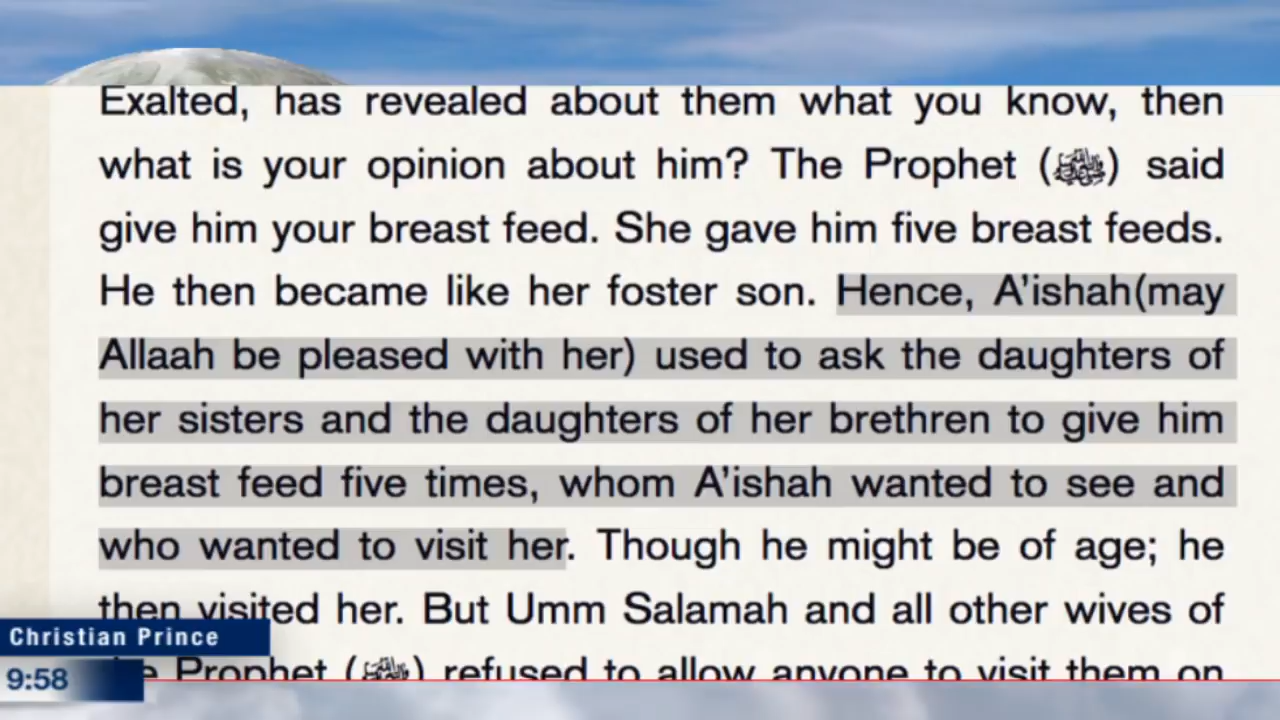 Exalted, has revealed about them what you know, then
what is your opinion about him? The Prophet (ﷺ) said
give him your breast feed. She gave him five breast feeds.
He then became like her foster son. Hence, A’ishah(may
Allaah be pleased with her) used to ask the daughters of
her sisters and the daughters of her brethren to give him
breast feed five times, whom A’ishah wanted to see and
who wanted to visit her. Though he might be of age; he
then visited her. But Umm Salamah and all other wives of
the Prophet (ﷺ) refused to allow anyone to visit them on
Christian Prince
9:58